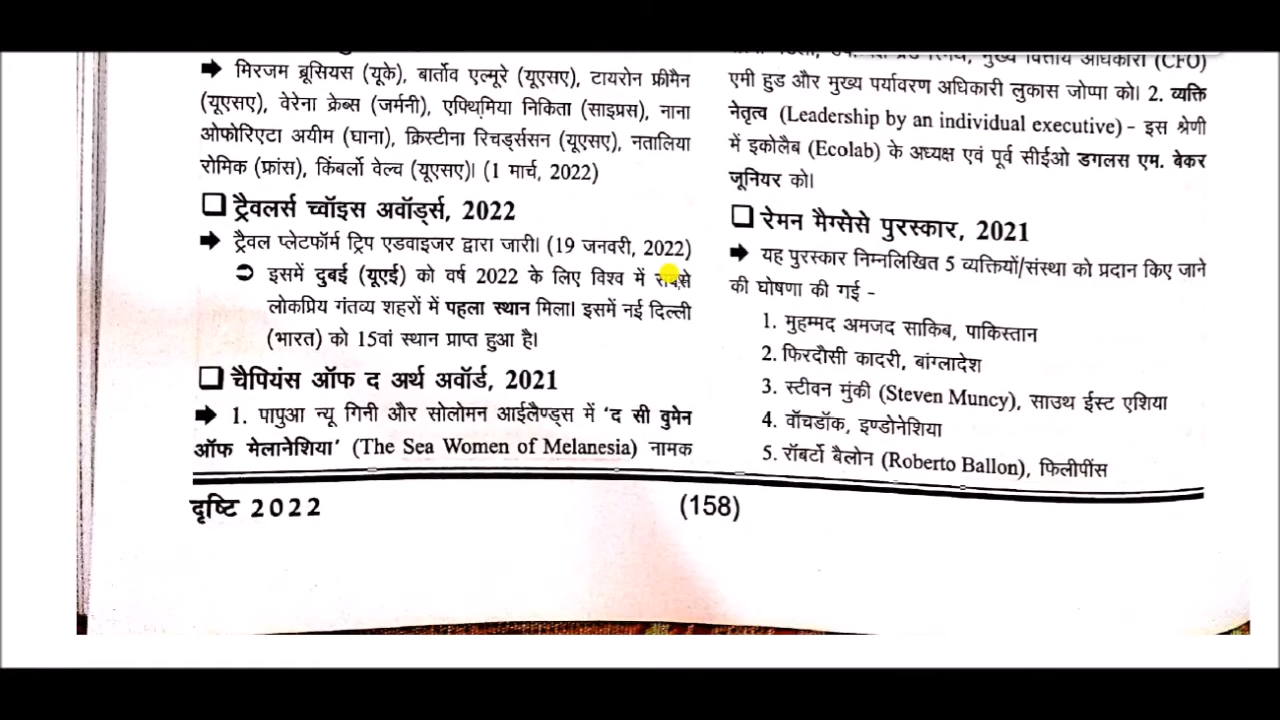 ➔ मिरजम ब्रूसियस (यूके), बार्तोव एल्मूरे (यूएसए), टायरोन फ्रीमैन
(यूएसए), वेरेना क्रेब्स (जर्मनी), एफ्थिमिया निकिता (साइप्रस), नाना
ओफोरिएटा अयीम (घाना), क्रिस्टीना रिचर्ड्ससन (यूएसए), नतालिया
रोमिक (फ्रांस), किंबर्लो वेल्च (यूएसए)। (1 मार्च, 2022)
❑ ट्रैवलर्स च्वॉइस अवॉर्ड्स, 2022
➔ ट्रैवल प्लेटफॉर्म ट्रिप एडवाइजर द्वारा जारी। (19 जनवरी, 2022)
➲ इसमें दुबई (यूएई) को वर्ष 2022 के लिए विश्व में सबसे
लोकप्रिय गंतव्य शहरों में पहला स्थान मिला। इसमें नई दिल्ली
(भारत) को 15वां स्थान प्राप्त हुआ है।
❑ चैपियंस ऑफ द अर्थ अवॉर्ड, 2021
➔ 1. पापुआ न्यू गिनी और सोलोमन आईलैण्ड्स में 'द सी वुमेन
ऑफ मेलानेशिया' (The Sea Women of Melanesia) नामक
मुख्य वित्तीय अधिकारी (CFO)
एमी हुड और मुख्य पर्यावरण अधिकारी लुकास जोप्पा को। 2. व्यक्ति
नेतृत्व (Leadership by an individual executive) - इस श्रेणी
में इकोलैब (Ecolab) के अध्यक्ष एवं पूर्व सीईओ डगलस एम. बेकर
जूनियर को।
❑ रेमन मैग्सेसे पुरस्कार, 2021
➔ यह पुरस्कार निम्नलिखित 5 व्यक्तियों/संस्था को प्रदान किए जाने
की घोषणा की गई -
1. मुहम्मद अमजद साकिब, पाकिस्तान
2. फिरदौसी कादरी, बांग्लादेश
3. स्टीवन मुंकी (Steven Muncy), साउथ ईस्ट एशिया
4. वॉचडॉक, इण्डोनेशिया
5. रॉबर्टो बैलोन (Roberto Ballon), फिलीपींस
दृष्टि 2022
(158)